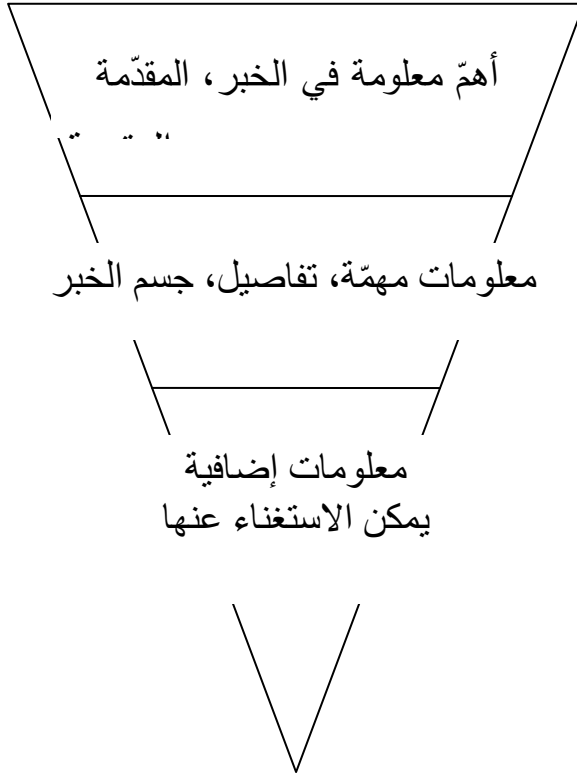 أهمّ معلومة في الخبر، المقدّمة
معلومات مهمّة، تفاصيل، جسم الخبر
معلومات إضافية
يمكن الاستغناء عنها